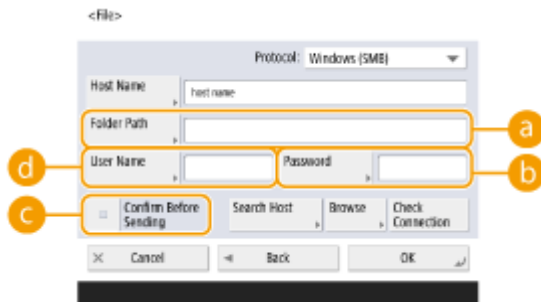 <File>
Protocol: Windows (SMB)
Host Name host name
Folder Path
a
d User Name Password b
c Confirm Before Sending Search Host Browse Check Connection
Cancel Back OK